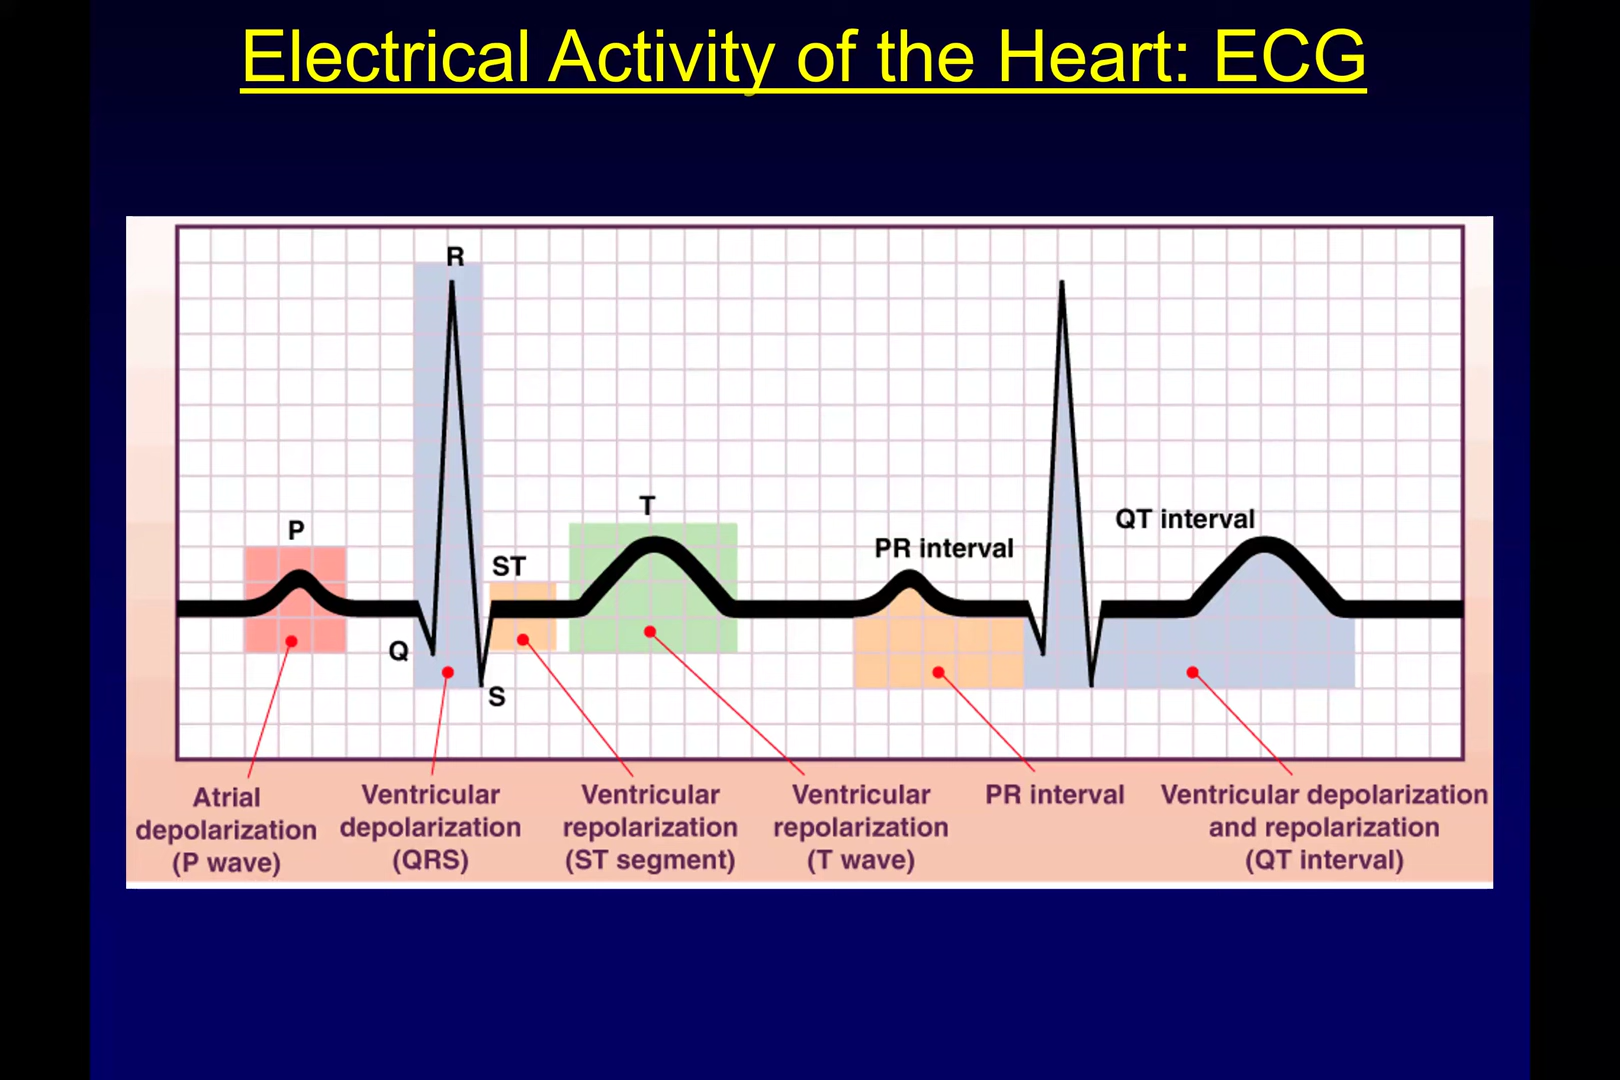 Electrical Activity of the Heart: ECG
R
P
Q
S
ST
T
PR interval
QT interval
Atrial
depolarization
(P wave)
Ventricular
depolarization
(QRS)
Ventricular
repolarization
(ST segment)
Ventricular
repolarization
(T wave)
PR interval
Ventricular depolarization
and repolarization
(QT interval)